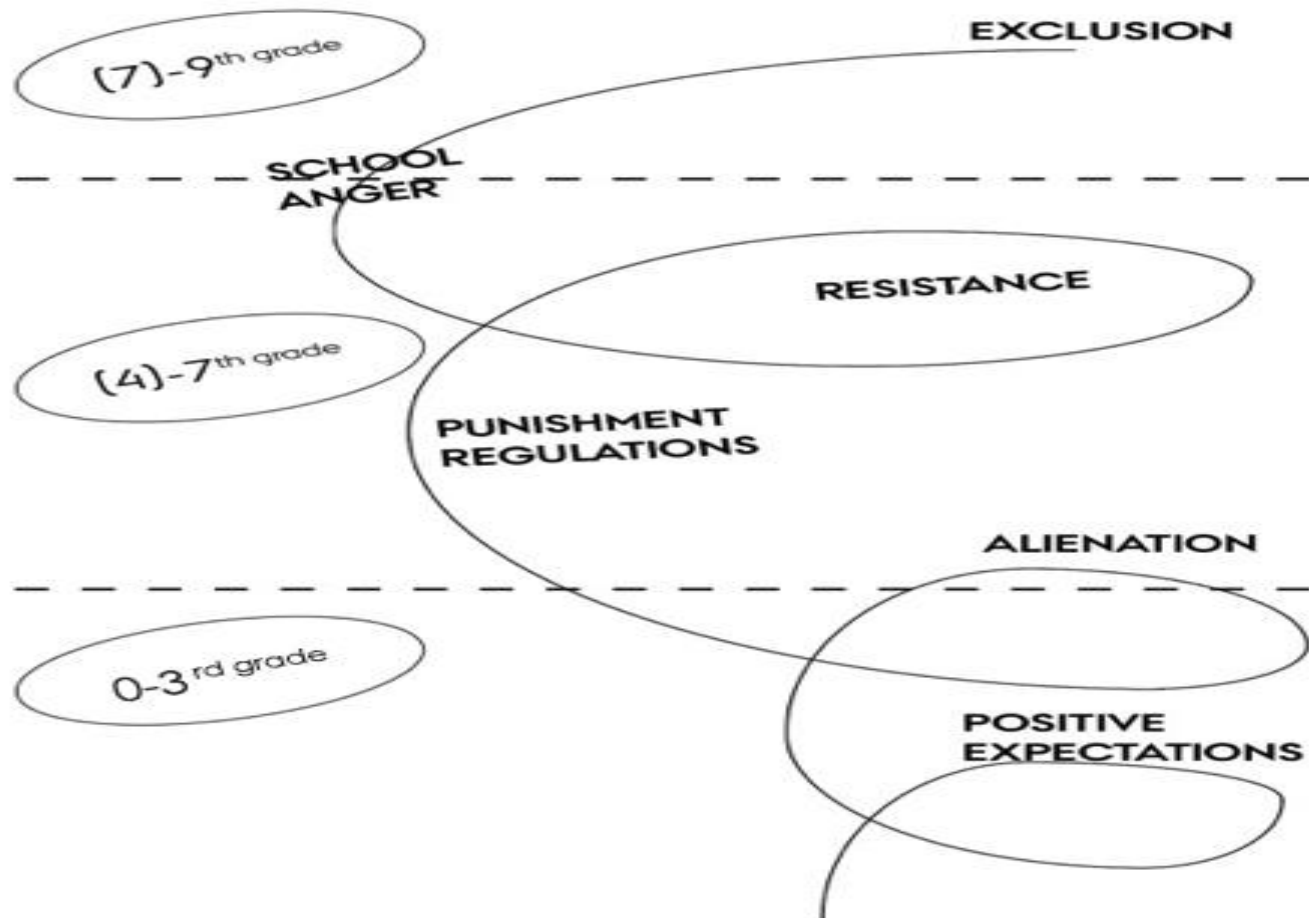 (7)-9th grade
EXCLUSION
SCHOOL
ANGER
RESISTANCE
(4)-7th grade
PUNISHMENT
REGULATIONS
ALIENATION
0-3rd grade
POSITIVE
EXPECTATIONS